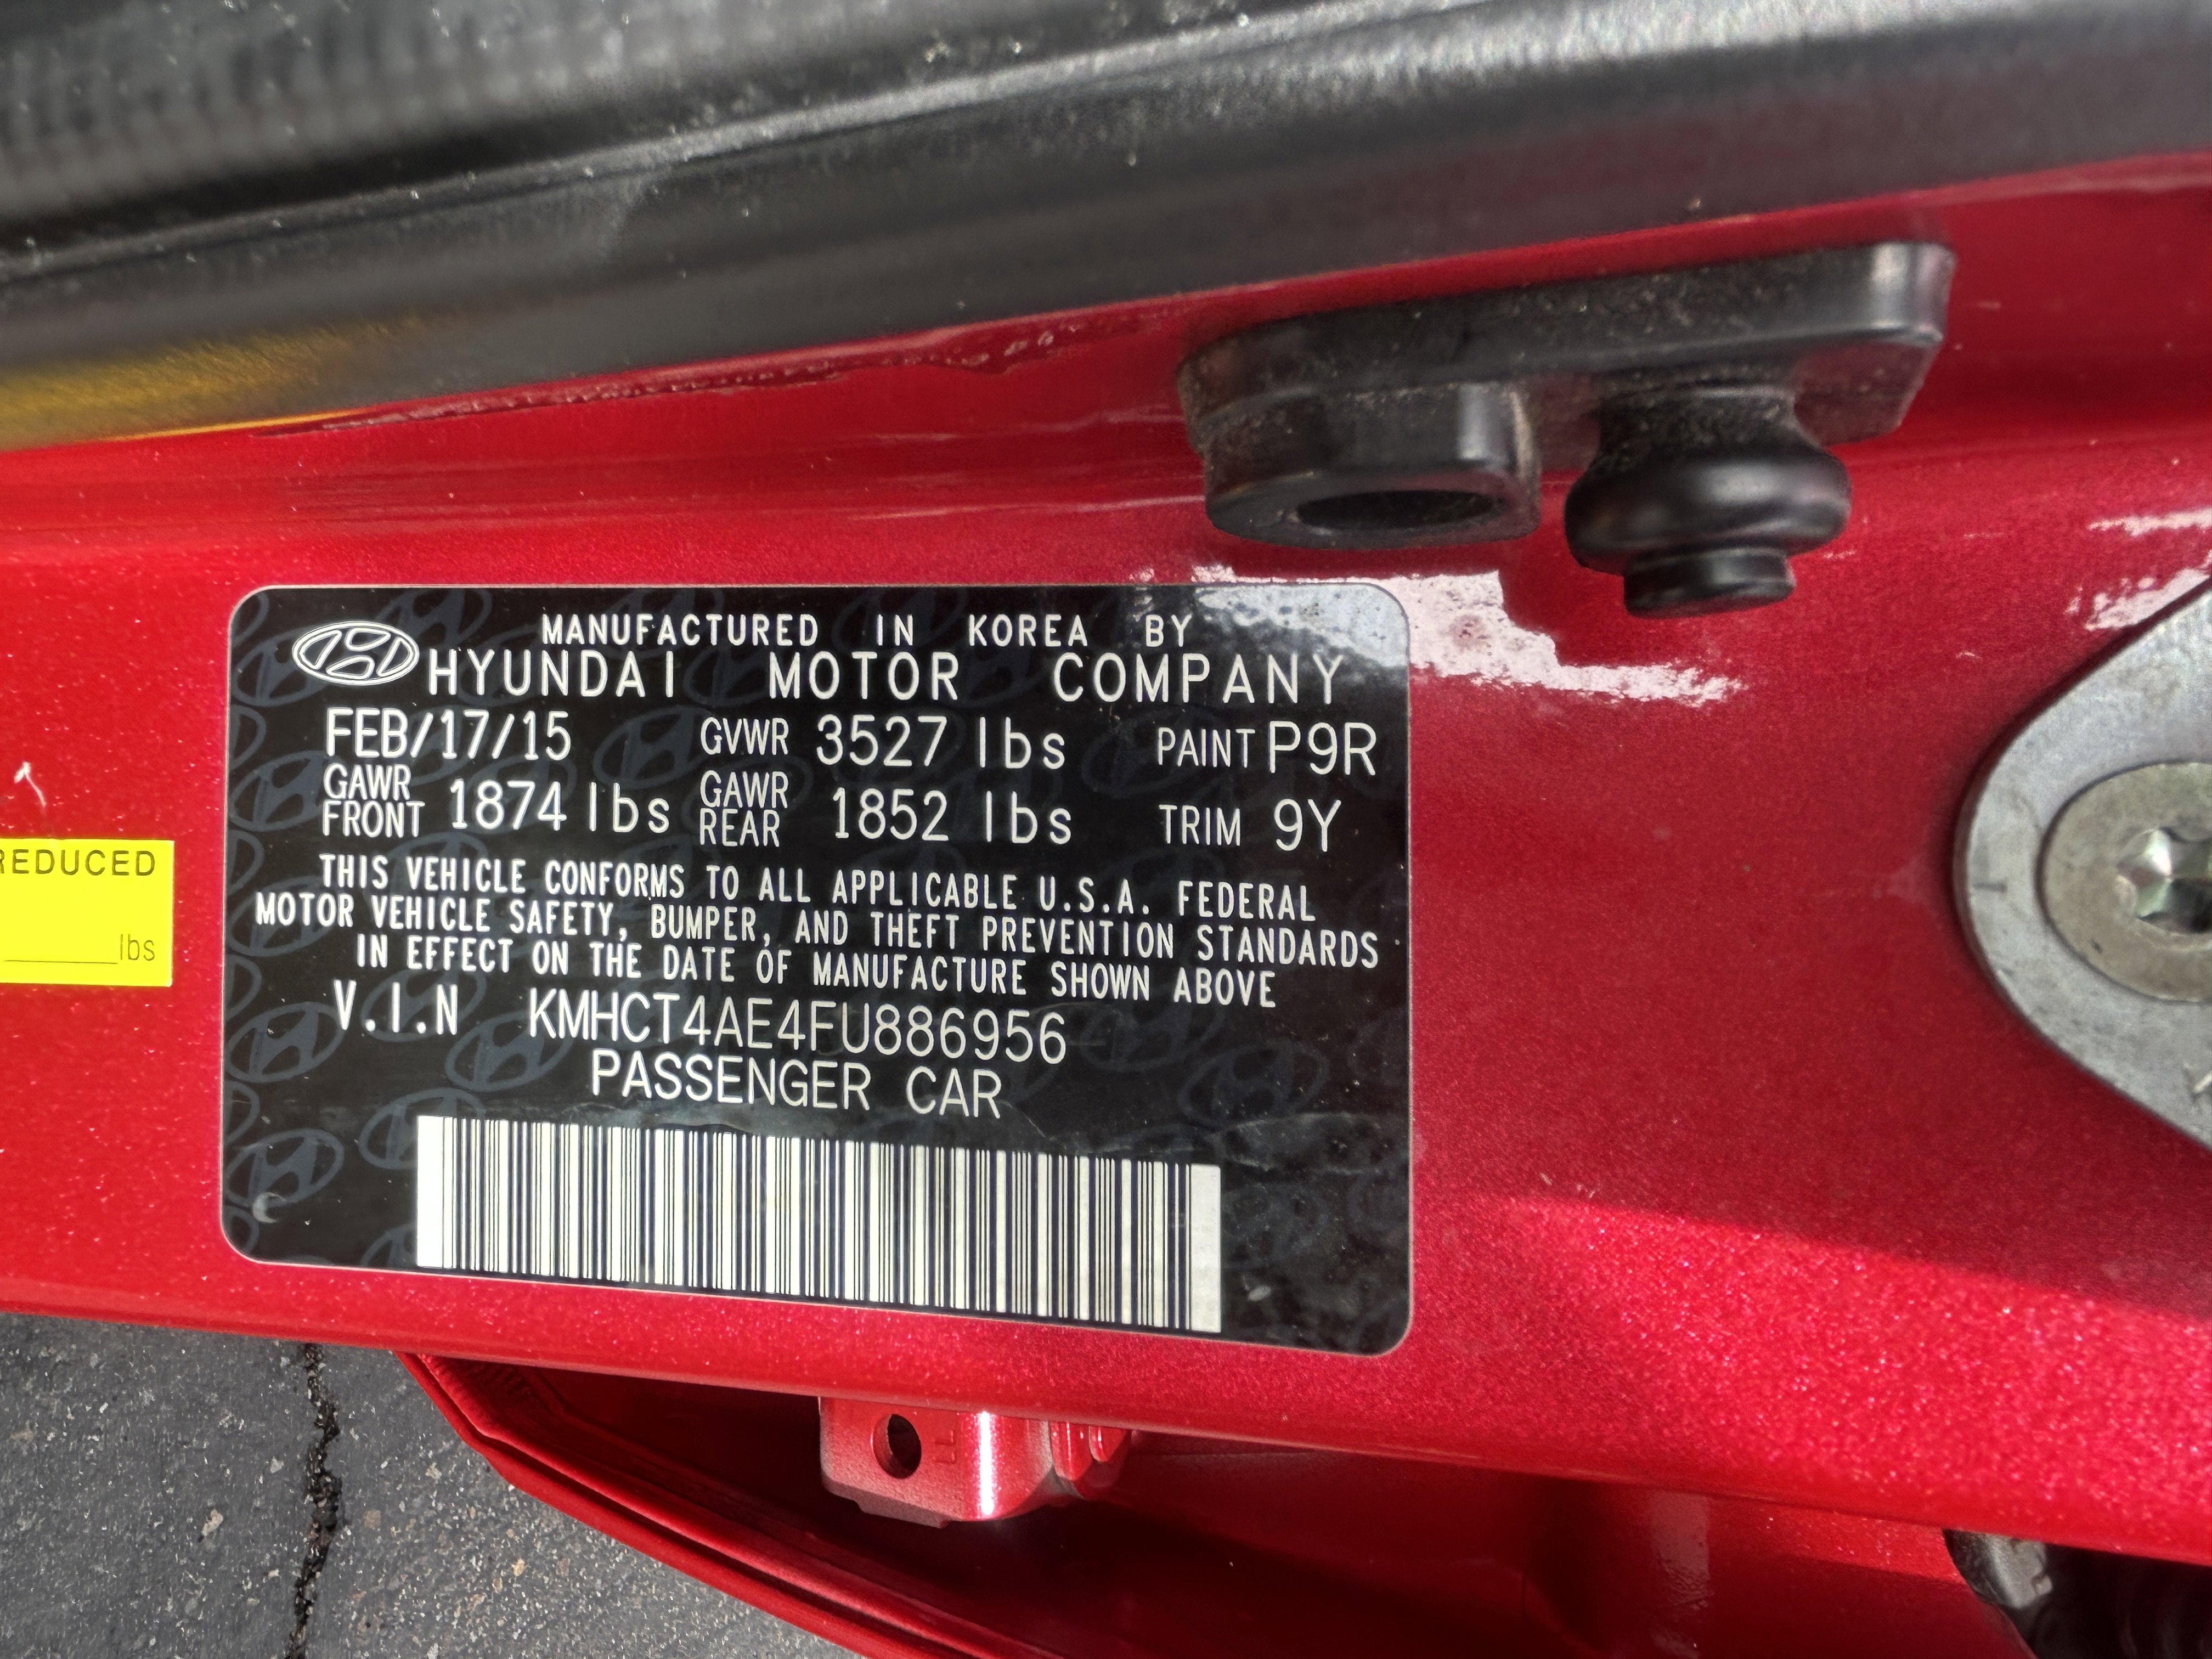 MANUFACTURED IN KOREA BY
HYUNDAI MOTOR COMPANY
FEB/17/15 GVWR 3527 lbs PAINT P9R
GAWR FRONT 1874 lbs GAWR REAR 1852 lbs TRIM 9Y
THIS VEHICLE CONFORMS TO ALL APPLICABLE U.S.A. FEDERAL
MOTOR VEHICLE SAFETY, BUMPER, AND THEFT PREVENTION STANDARDS
IN EFFECT ON THE DATE OF MANUFACTURE SHOWN ABOVE
V.I.N KMHCT4AE4FU886956
PASSENGER CAR
REDUCED
lbs